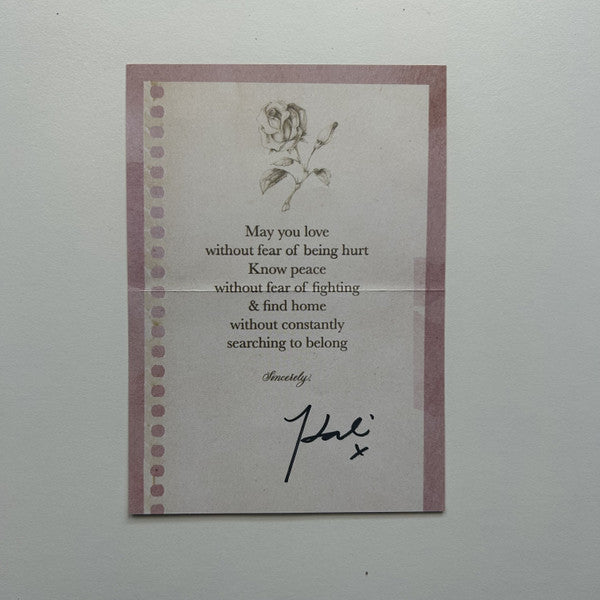 May you love
without fear of being hurt
Know peace
without fear of fighting
& find home
without constantly
searching to belong
Sincerely,
Kali
x